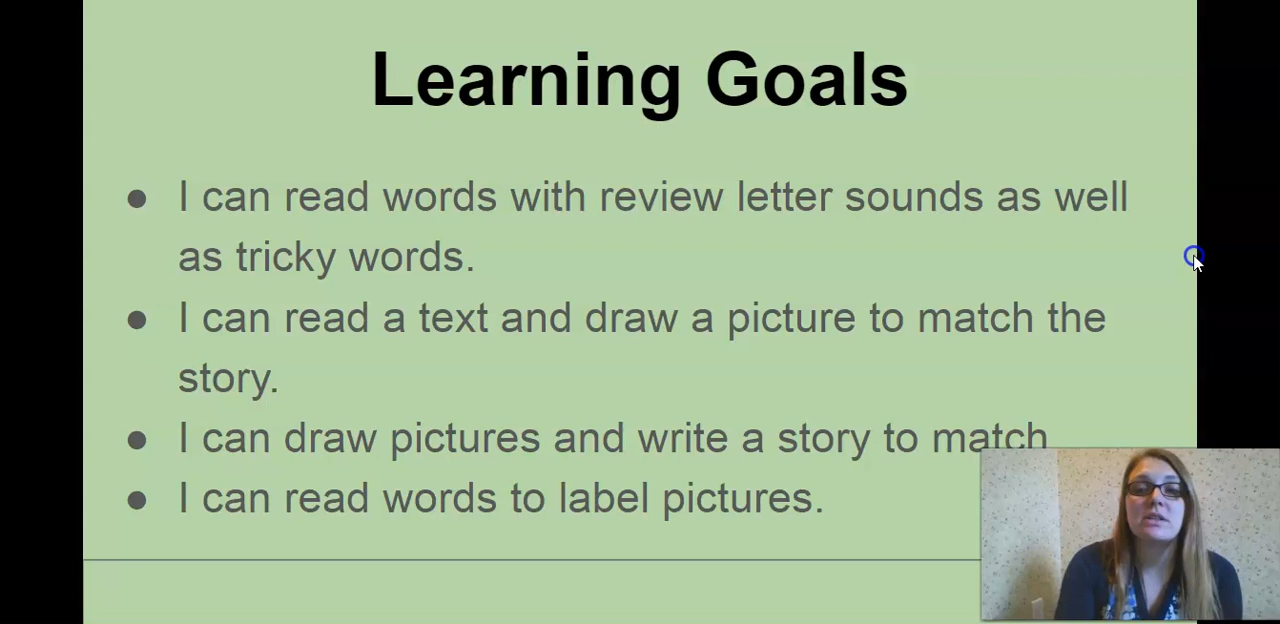 Learning Goals
● I can read words with review letter sounds as well
as tricky words.
● I can read a text and draw a picture to match the
story.
● I can draw pictures and write a story to match
● I can read words to label pictures.